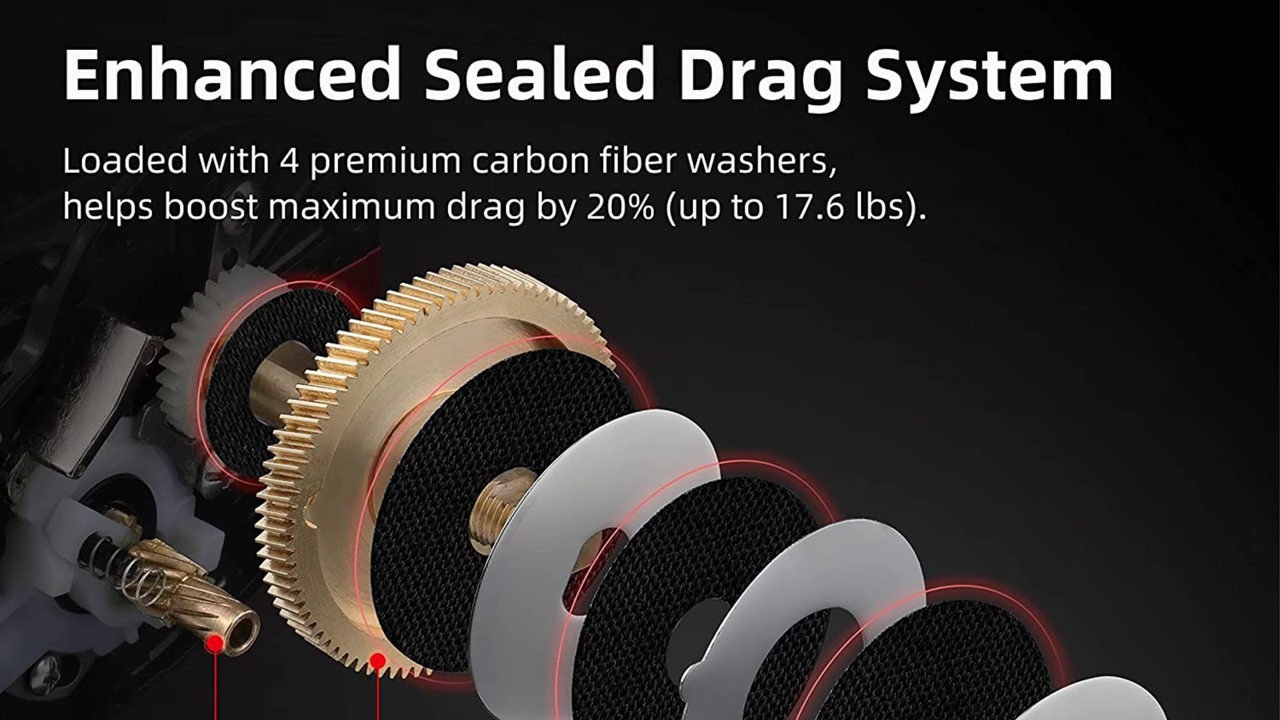 Enhanced Sealed Drag System
Loaded with 4 premium carbon fiber washers,
helps boost maximum drag by 20% (up to 17.6 lbs).